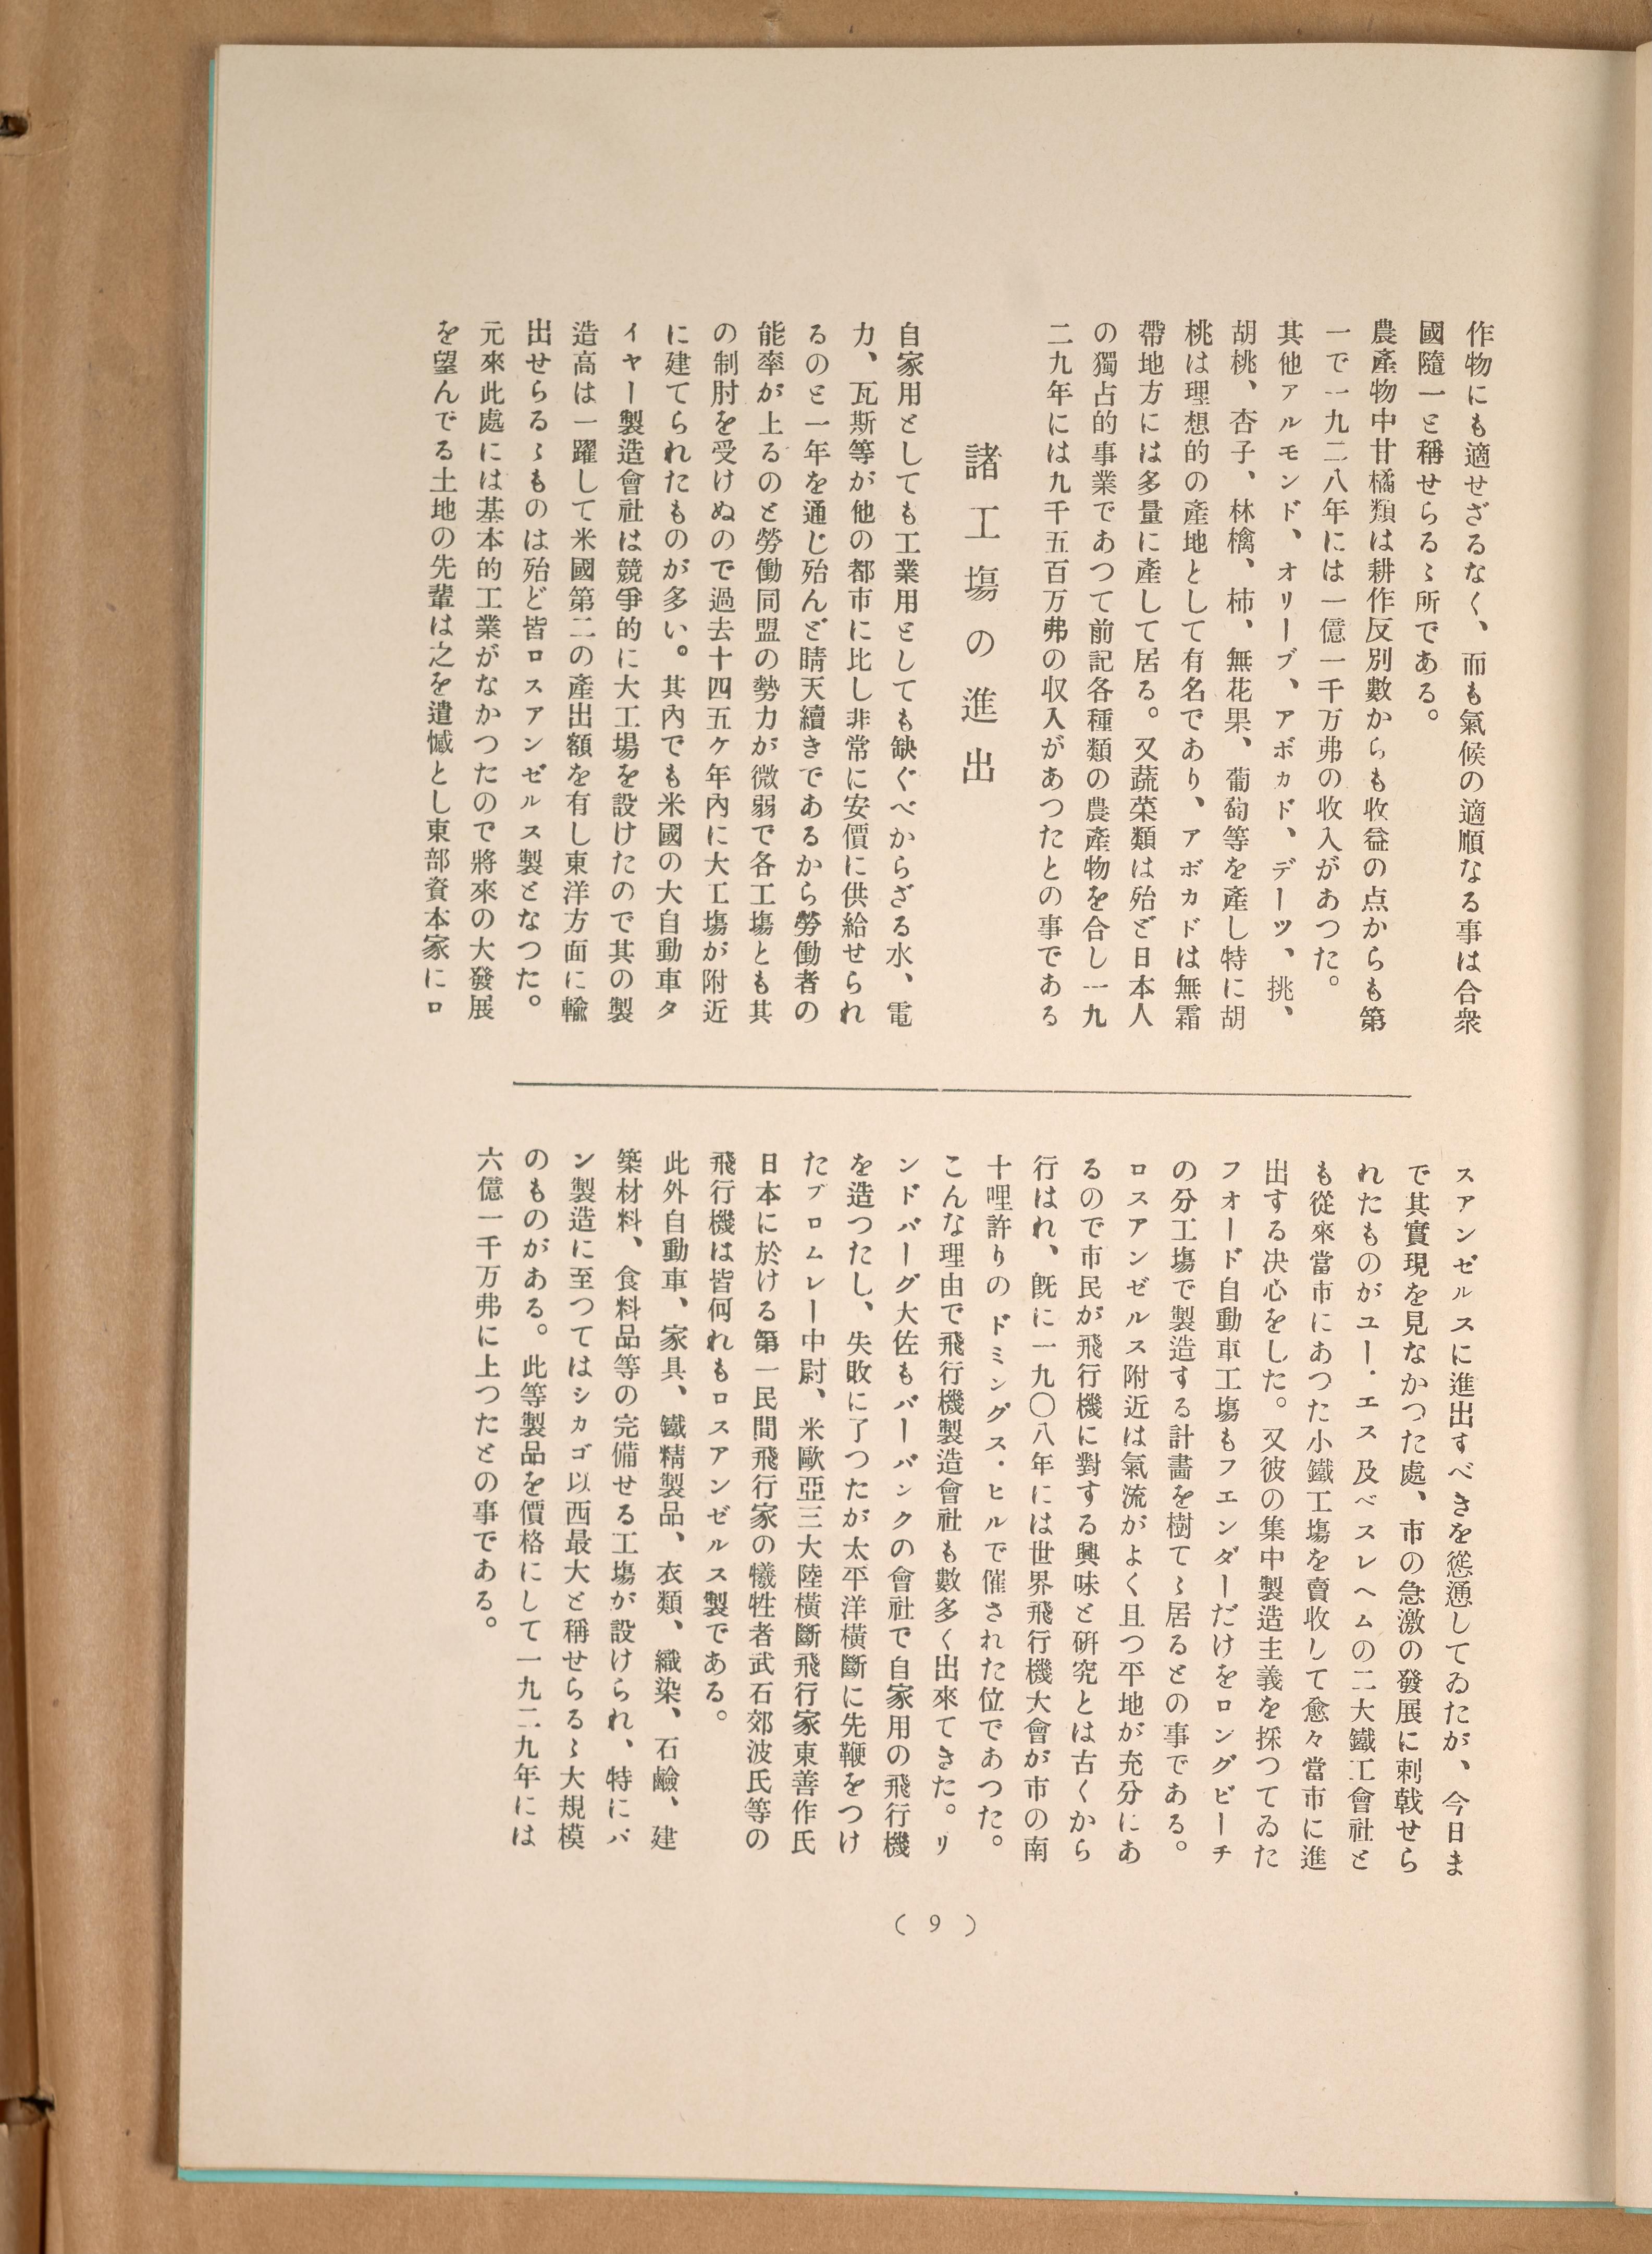 作物にも適せざるなく、而も氣候の適順なる事は合衆
國隨一と稱せらるゝ所である。
農產物中甘橘類は耕作反別數からも收益の点からも第
一で一九二八年には一億一千万弗の收入があつた。
其他アルモンド、オリーブ、アボカド、デーツ、挑、
胡桃、杏子、林檎、柿、無花果、葡萄等を產し特に胡
桃は理想的の產地として有名であり、アボカドは無霜
帶地方には多量に產して居る。又蔬菜類は殆ど日本人
の獨占的事業であつて前記各種類の農產物を合し一九
二九年には九千五百万弗の収入があつたとの事である
諸工塲の進出
自家用としても工業用としても缺ぐべからざる水、電
力、瓦斯等が他の都市に比し非常に安價に供給せられ
るのと一年を通じ殆んど晴天續きであるから勞働者の
能率が上るのと勞働同盟の勢力が微弱で各工塲とも其
の制肘を受けぬので過去十四五ケ年內に大工塲が附近
に建てられたものが多い。其內でも米國の大自動車タ
イヤー製造會社は競爭的に大工場を設けたので其の製
造高は一躍して米國第二の產出額を有し東洋方面に輸
出せらるゝものは殆ど皆ロスアンゼルス製となつた。
元來此處には基本的工業がなかつたので將來の大發展
を望んでる土地の先輩は之を遺憾とし東部資本家にロ
スアンゼルスに進出すべきを慫慂してゐたが、今日ま
で其實現を見なかつた處、市の急激の發展に刺戟せら
れたものがユー・エス及ベスレヘムの二大鐵工會社と
も從來當市にあつた小鐵工塲を賣收して愈々當市に進
出する決心をした。又彼の集中製造主義を採つてゐた
フオード自動車工塲もフエンダーだけをロングビーチ
の分工塲で製造する計畫を樹てゝ居るとの事である。
ロスアンゼルス附近は氣流がよく且つ平地が充分にあ
るので市民が飛行機に對する興味と硏究とは古くから
行はれ、旣に一九〇八年には世界飛行機大會が市の南
十哩許りのドミングス・ヒルで催された位であつた。
こんな理由で飛行機製造會社も數多く出來てきた。リ
ンドバーグ大佐もバーバンクの會社で自家用の飛行機
を造つたし、失敗に了つたが太平洋橫斷に先鞭をつけ
たブロムレー中尉、米歐亞三大陸橫斷飛行家東善作氏
日本に於ける第一民間飛行家の犧牲者武石郊波氏等の
飛行機は皆何れもロスアンゼルス製である。
此外自動車、家具、鐵精製品、衣類、織染、石鹼、建
築材料、食料品等の完備せる工塲が設けられ、特にパ
ン製造に至つてはシカゴ以西最大と稱せらるゝ大規模
のものがある。此等製品を價格にして一九二九年には
六億一千万弗に上つたとの事である。
( 9 )